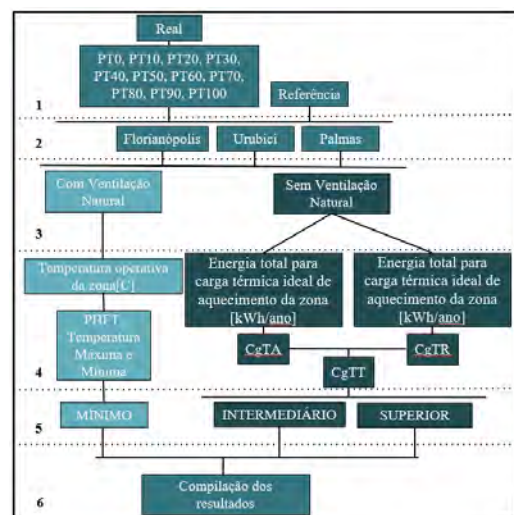 Real
PT0, PT10, PT20, PT30,
PT40, PT50, PT60, PT70,
PT80, PT90, PT100
Referência
1
Florianópolis
Urubici
Palmas
2
Com Ventilação
Natural
Sem Ventilação
Natural
3
Temperatura operativa
da zona[C]
Energia total para
carga térmica ideal de
aquecimento da zona
[kWh/ano]
Energia total para
carga térmica ideal de
aquecimento da zona
[kWh/ano]
PHFT
Temperatura
Máxuna e
Mínima
CgTA
CgTR
CgTT
4
MÍNIMO
INTERMEDIÁRIO
SUPERIOR
5
Compilação dos
resultados
6